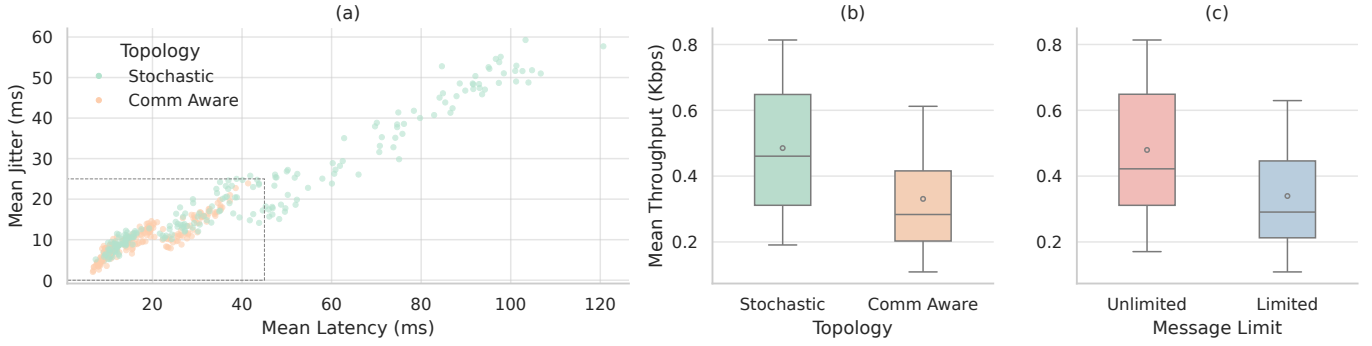 (a)
Mean Jitter (ms)
60
50
40
30
20
10
0
Topology
Stochastic
Comm Aware
20
40
60
80
100
120
Mean Latency (ms)
(b)
Mean Throughput (Kbps)
0.8
0.6
0.4
0.2
Stochastic
Comm Aware
Topology
(c)
0.8
0.6
0.4
0.2
Unlimited
Limited
Message Limit